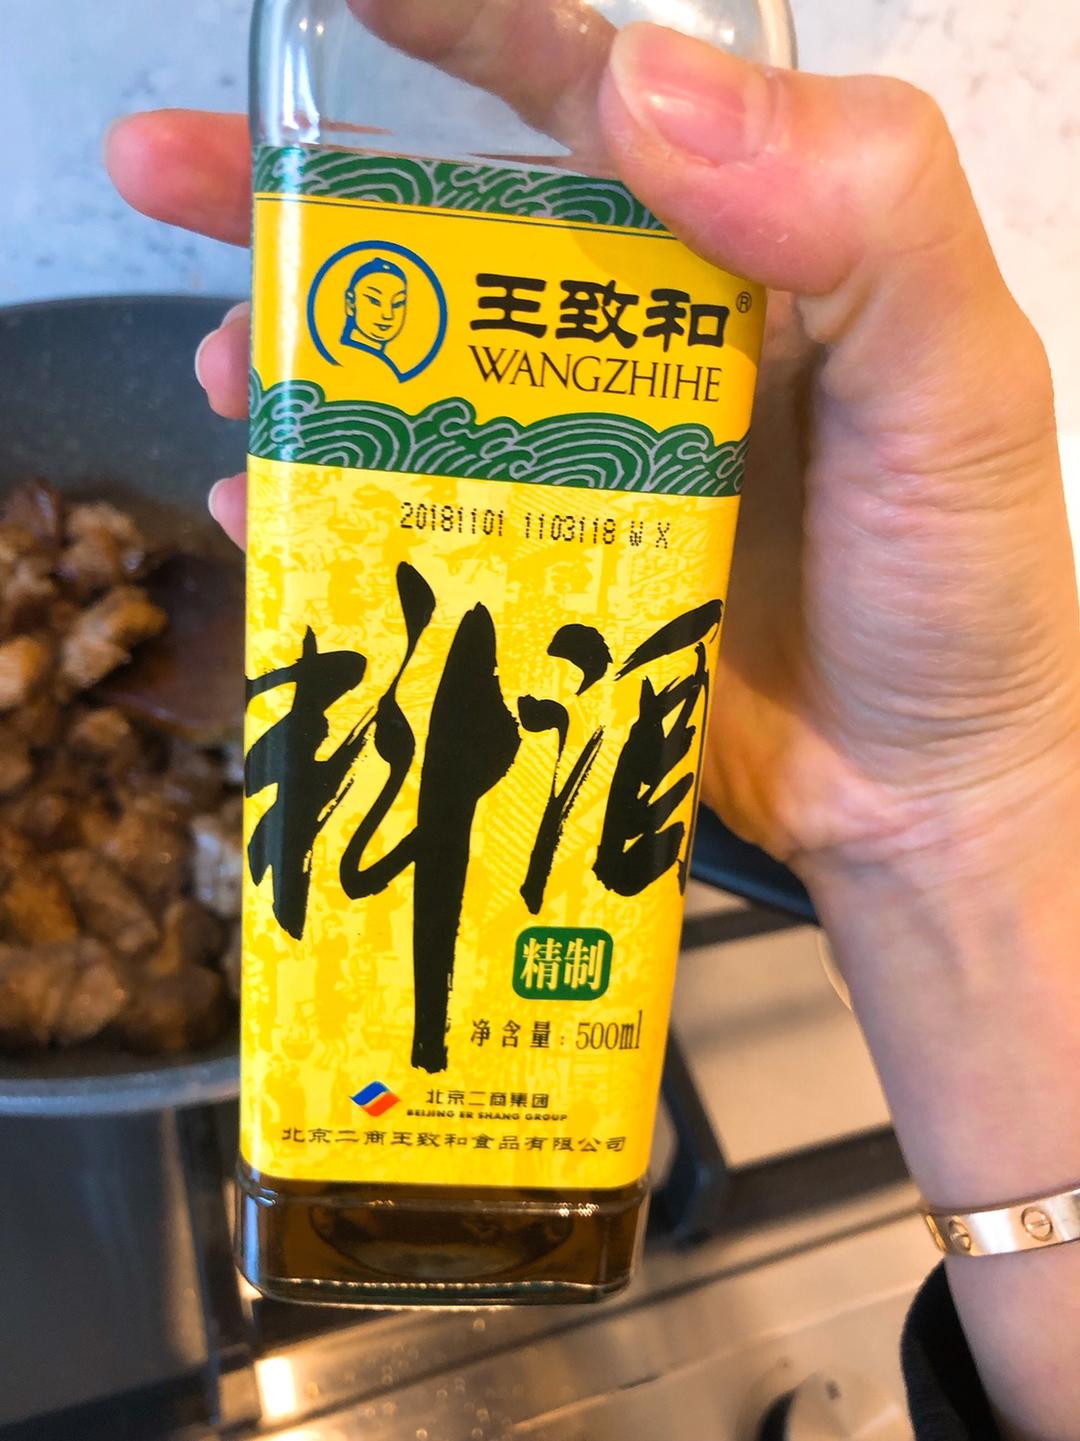 王致和®
WANGZHIHE
20181101 1103118 W X
料酒
精制
净含量：500ml
北京二商集团
BEIJING ER SHANG GROUP
北京二商王致和食品有限公司